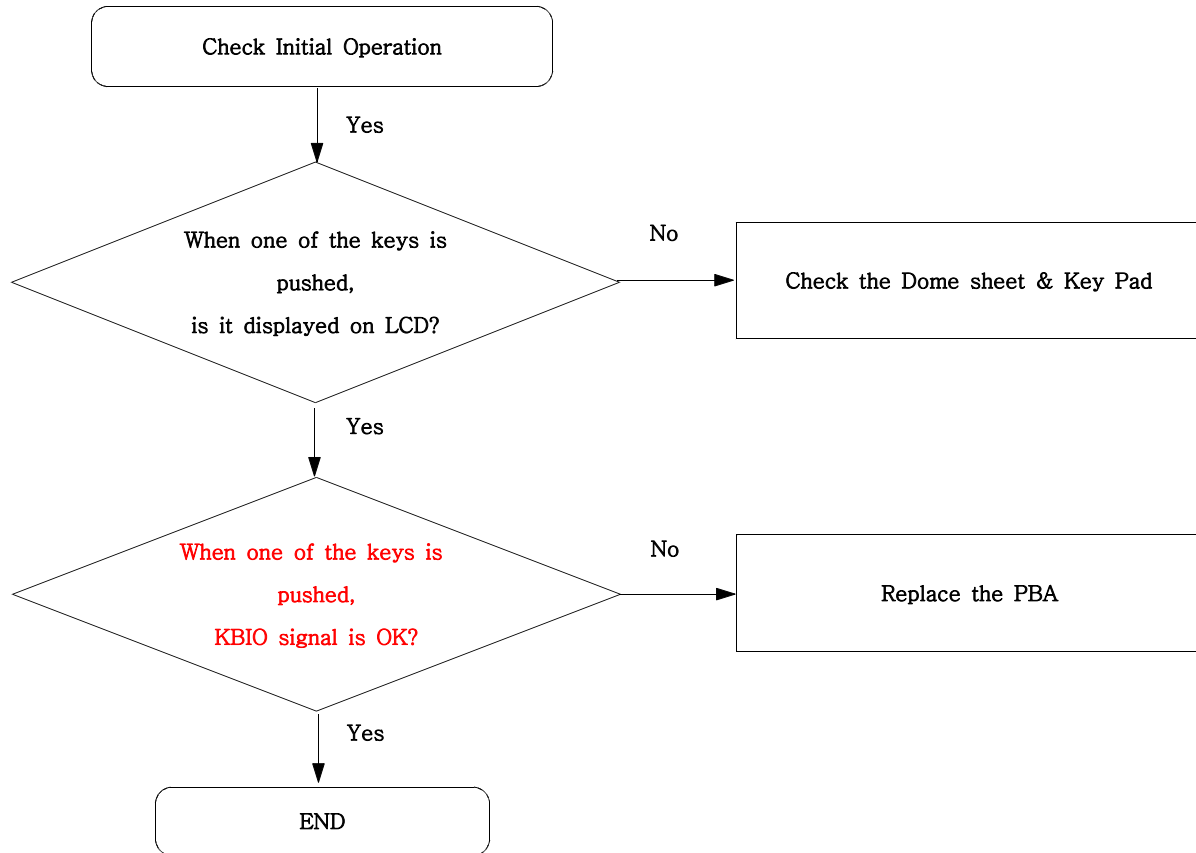 Check Initial Operation
Yes
When one of the keys is
pushed,
is it displayed on LCD?
No
Check the Dome sheet & Key Pad
Yes
When one of the keys is
pushed,
KBIO signal is OK?
No
Replace the PBA
Yes
END